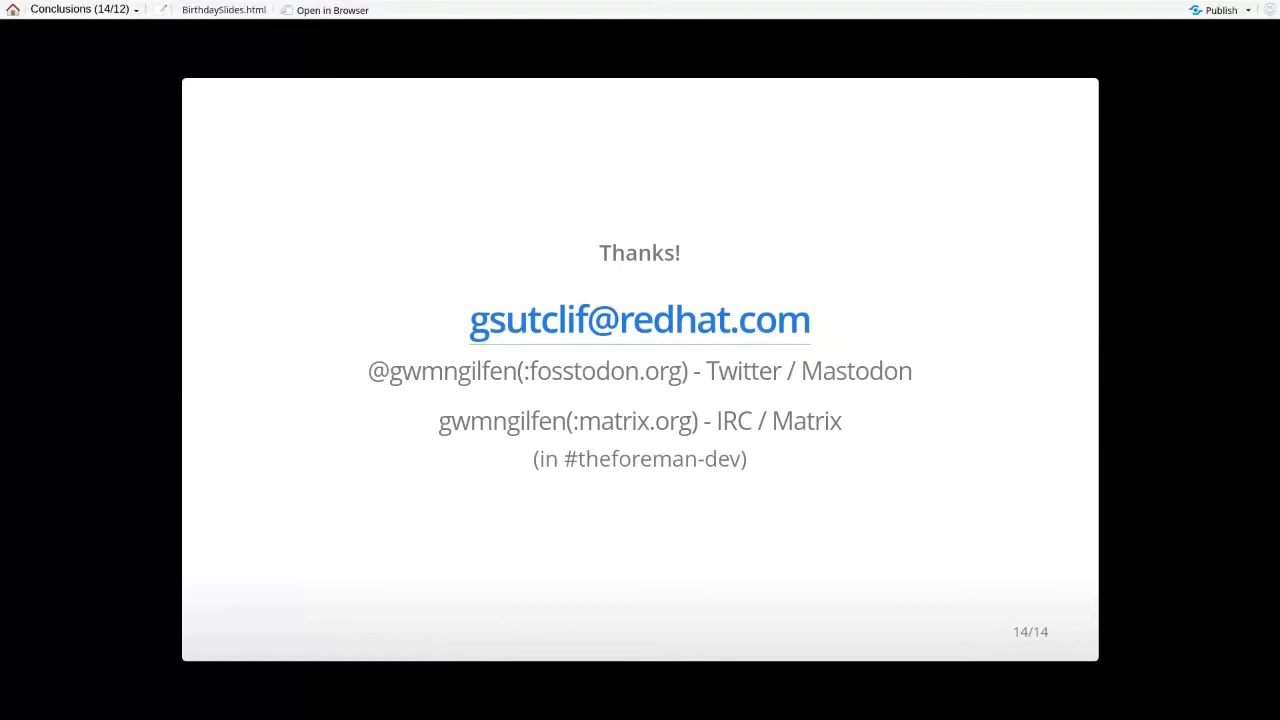 Conclusions (14/12)
BirthdaySlides.html
Open in Browser
Publish
Thanks!
gsutclif@redhat.com
@gwmngilfen(:fosstodon.org) - Twitter / Mastodon
gwmngilfen(:matrix.org) - IRC / Matrix
(in #theforeman-dev)
14/14